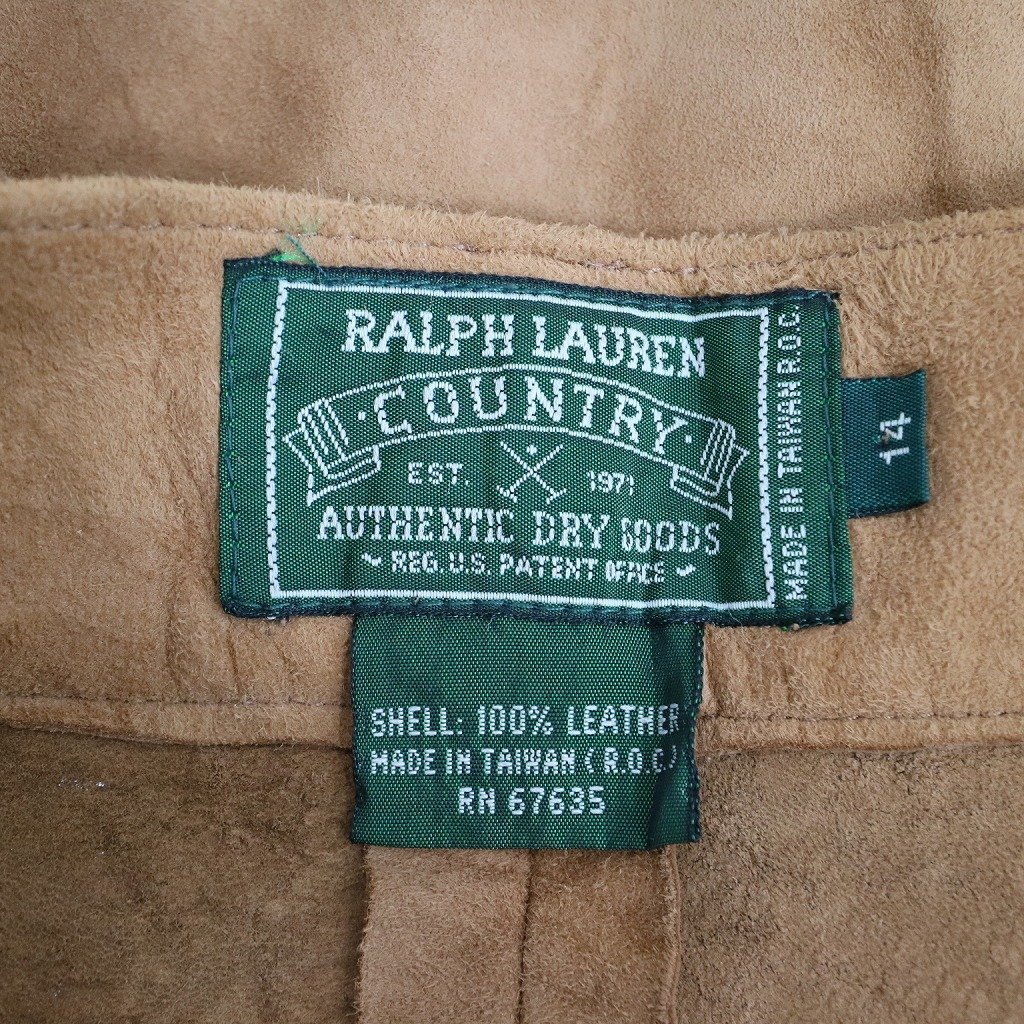 RALPH LAUREN
COUNTRY
EST. 1971
AUTHENTIC DRY GOODS
REG. U.S. PATENT OFFICE
MADE IN TAIWAN R.O.C.
14
SHELL: 100% LEATHER
MADE IN TAIWAN (R.O.C.)
RN 67635